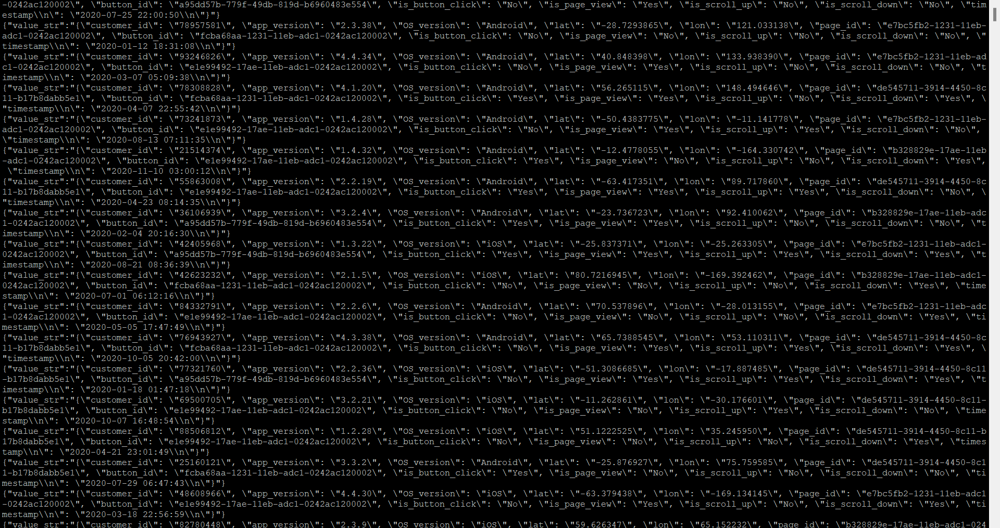 -0242ac120002\", \"button_id\": \"a95dd57b-779f-49db-819d-b6960483e554\", \"is_button_click\": \"No\", \"is_page_view\": \"Yes\", \"is_scroll_up\": \"No\", \"is_scroll_down\": \"No\", \"tim
estamp\\n\": \"2020-07-25 22:00:50\\n\"}"}
{"value_str":"{\"customer_id\": \"78957581\", \"app_version\": \"2.3.38\", \"OS_version\": \"Android\", \"lat\": \"-28.7293865\", \"lon\": \"121.033138\", \"page_id\": \"e7bc5fb2-1231-11eb-
adc1-0242ac120002\", \"button_id\": \"fcba68aa-1231-11eb-adc1-0242ac120002\", \"is_button_click\": \"No\", \"is_page_view\": \"No\", \"is_scroll_up\": \"No\", \"is_scroll_down\": \"No\", \"
timestamp\\n\": \"2020-01-12 18:31:08\\n\"}"}
{"value_str":"{\"customer_id\": \"93246826\", \"app_version\": \"4.4.34\", \"OS_version\": \"Android\", \"lat\": \"40.848398\", \"lon\": \"133.938390\", \"page_id\": \"e7bc5fb2-1231-11eb-ad
c1-0242ac120002\", \"button_id\": \"e1e99492-17ae-11eb-adc1-0242ac120002\", \"is_button_click\": \"No\", \"is_page_view\": \"Yes\", \"is_scroll_up\": \"No\", \"is_scroll_down\": \"No\", \"t
imestamp\\n\": \"2020-03-07 05:09:38\\n\"}"}
{"value_str":"{\"customer_id\": \"78308828\", \"app_version\": \"4.1.20\", \"OS_version\": \"Android\", \"lat\": \"56.265115\", \"lon\": \"148.494646\", \"page_id\": \"de545711-3914-4450-8c
11-b17b8dabb5e1\", \"button_id\": \"fcba68aa-1231-11eb-adc1-0242ac120002\", \"is_button_click\": \"Yes\", \"is_page_view\": \"Yes\", \"is_scroll_up\": \"No\", \"is_scroll_down\": \"Yes\", \
"timestamp\\n\": \"2020-04-07 22:55:42\\n\"}"}
{"value_str":"{\"customer_id\": \"73241873\", \"app_version\": \"1.4.28\", \"OS_version\": \"Android\", \"lat\": \"-50.4383775\", \"lon\": \"-11.141778\", \"page_id\": \"e7bc5fb2-1231-11eb-
adc1-0242ac120002\", \"button_id\": \"e1e99492-17ae-11eb-adc1-0242ac120002\", \"is_button_click\": \"No\", \"is_page_view\": \"Yes\", \"is_scroll_up\": \"Yes\", \"is_scroll_down\": \"No\", 
\"timestamp\\n\": \"2020-08-13 07:11:35\\n\"}"}
{"value_str":"{\"customer_id\": \"21514374\", \"app_version\": \"1.4.32\", \"OS_version\": \"Android\", \"lat\": \"-12.4778055\", \"lon\": \"-164.330742\", \"page_id\": \"b328829e-17ae-11eb
-adc1-0242ac120002\", \"button_id\": \"e1e99492-17ae-11eb-adc1-0242ac120002\", \"is_button_click\": \"Yes\", \"is_page_view\": \"No\", \"is_scroll_up\": \"No\", \"is_scroll_down\": \"Yes\",
 \"timestamp\\n\": \"2020-11-10 03:00:12\\n\"}"}
{"value_str":"{\"customer_id\": \"55863008\", \"app_version\": \"2.2.19\", \"OS_version\": \"Android\", \"lat\": \"-63.417351\", \"lon\": \"89.717860\", \"page_id\": \"de545711-3914-4450-8c
11-b17b8dabb5e1\", \"button_id\": \"e1e99492-17ae-11eb-adc1-0242ac120002\", \"is_button_click\": \"Yes\", \"is_page_view\": \"Yes\", \"is_scroll_up\": \"Yes\", \"is_scroll_down\": \"No\", \
"timestamp\\n\": \"2020-04-23 08:14:35\\n\"}"}
{"value_str":"{\"customer_id\": \"36106939\", \"app_version\": \"3.2.4\", \"OS_version\": \"Android\", \"lat\": \"-23.736723\", \"lon\": \"92.410062\", \"page_id\": \"b328829e-17ae-11eb-adc
1-0242ac120002\", \"button_id\": \"a95dd57b-779f-49db-819d-b6960483e554\", \"is_button_click\": \"Yes\", \"is_page_view\": \"Yes\", \"is_scroll_up\": \"No\", \"is_scroll_down\": \"No\", \"t
imestamp\\n\": \"2020-02-04 20:16:30\\n\"}"}
{"value_str":"{\"customer_id\": \"42405968\", \"app_version\": \"1.3.22\", \"OS_version\": \"iOS\", \"lat\": \"-25.837371\", \"lon\": \"-25.263305\", \"page_id\": \"e7bc5fb2-1231-11eb-adc1-
0242ac120002\", \"button_id\": \"a95dd57b-779f-49db-819d-b6960483e554\", \"is_button_click\": \"Yes\", \"is_page_view\": \"Yes\", \"is_scroll_up\": \"Yes\", \"is_scroll_down\": \"Yes\", \"t
imestamp\\n\": \"2020-08-21 08:36:39\\n\"}"}
{"value_str":"{\"customer_id\": \"42623232\", \"app_version\": \"2.1.5\", \"OS_version\": \"iOS\", \"lat\": \"80.7216945\", \"lon\": \"-169.392462\", \"page_id\": \"b328829e-17ae-11eb-adc1-
0242ac120002\", \"button_id\": \"fcba68aa-1231-11eb-adc1-0242ac120002\", \"is_button_click\": \"No\", \"is_page_view\": \"No\", \"is_scroll_up\": \"No\", \"is_scroll_down\": \"Yes\", \"time
stamp\\n\": \"2020-07-01 06:12:16\\n\"}"}
{"value_str":"{\"customer_id\": \"84332791\", \"app_version\": \"2.2.6\", \"OS_version\": \"Android\", \"lat\": \"70.537896\", \"lon\": \"-28.013155\", \"page_id\": \"e7bc5fb2-1231-11eb-adc
1-0242ac120002\", \"button_id\": \"e1e99492-17ae-11eb-adc1-0242ac120002\", \"is_button_click\": \"No\", \"is_page_view\": \"No\", \"is_scroll_up\": \"No\", \"is_scroll_down\": \"Yes\", \"ti
mestamp\\n\": \"2020-05-05 17:47:49\\n\"}"}
{"value_str":"{\"customer_id\": \"76943927\", \"app_version\": \"4.3.38\", \"OS_version\": \"Android\", \"lat\": \"65.7388545\", \"lon\": \"53.110311\", \"page_id\": \"de545711-3914-4450-8c
11-b17b8dabb5e1\", \"button_id\": \"fcba68aa-1231-11eb-adc1-0242ac120002\", \"is_button_click\": \"No\", \"is_page_view\": \"Yes\", \"is_scroll_up\": \"Yes\", \"is_scroll_down\": \"Yes\", \
"timestamp\\n\": \"2020-10-05 20:42:00\\n\"}"}
{"value_str":"{\"customer_id\": \"77321760\", \"app_version\": \"2.2.36\", \"OS_version\": \"iOS\", \"lat\": \"-51.3086685\", \"lon\": \"-17.887485\", \"page_id\": \"de545711-3914-4450-8c11
-b17b8dabb5e1\", \"button_id\": \"a95dd57b-779f-49db-819d-b6960483e554\", \"is_button_click\": \"No\", \"is_page_view\": \"Yes\", \"is_scroll_up\": \"Yes\", \"is_scroll_down\": \"Yes\", \"t
imestamp\\n\": \"2020-01-18 01:47:18\\n\"}"}
{"value_str":"{\"customer_id\": \"69500705\", \"app_version\": \"3.2.21\", \"OS_version\": \"iOS\", \"lat\": \"-11.262861\", \"lon\": \"-30.176601\", \"page_id\": \"de545711-3914-4450-8c11-
b17b8dabb5e1\", \"button_id\": \"e1e99492-17ae-11eb-adc1-0242ac120002\", \"is_button_click\": \"No\", \"is_page_view\": \"No\", \"is_scroll_up\": \"Yes\", \"is_scroll_down\": \"No\", \"time
stamp\\n\": \"2020-10-07 16:48:54\\n\"}"}
{"value_str":"{\"customer_id\": \"88506812\", \"app_version\": \"1.2.28\", \"OS_version\": \"iOS\", \"lat\": \"51.1222525\", \"lon\": \"35.245950\", \"page_id\": \"de545711-3914-4450-8c11-b
17b8dabb5e1\", \"button_id\": \"e1e99492-17ae-11eb-adc1-0242ac120002\", \"is_button_click\": \"No\", \"is_page_view\": \"No\", \"is_scroll_up\": \"No\", \"is_scroll_down\": \"Yes\", \"times
tamp\\n\": \"2020-04-21 23:01:49\\n\"}"}
{"value_str":"{\"customer_id\": \"25160121\", \"app_version\": \"3.3.2\", \"OS_version\": \"Android\", \"lat\": \"-25.876927\", \"lon\": \"75.759585\", \"page_id\": \"de545711-3914-4450-8c1
1-b17b8dabb5e1\", \"button_id\": \"fcba68aa-1231-11eb-adc1-0242ac120002\", \"is_button_click\": \"Yes\", \"is_page_view\": \"No\", \"is_scroll_up\": \"No\", \"is_scroll_down\": \"No\", \"ti
mestamp\\n\": \"2020-07-29 06:47:43\\n\"}"}
{"value_str":"{\"customer_id\": \"48608966\", \"app_version\": \"4.4.30\", \"OS_version\": \"iOS\", \"lat\": \"-63.379438\", \"lon\": \"-169.134145\", \"page_id\": \"e7bc5fb2-1231-11eb-adc1
-0242ac120002\", \"button_id\": \"e1e99492-17ae-11eb-adc1-0242ac120002\", \"is_button_click\": \"No\", \"is_page_view\": \"Yes\", \"is_scroll_up\": \"No\", \"is_scroll_down\": \"Yes\", \"ti
mestamp\\n\": \"2020-03-18 22:56:59\\n\"}"}
{"value_str":"{\"customer_id\": \"82780448\", \"app_version\": \"2.3.9\", \"OS_version\": \"iOS\", \"lat\": \"59.626347\", \"lon\": \"65.152232\", \"page_id\": \"b328829e-17ae-11eb-adc1-024